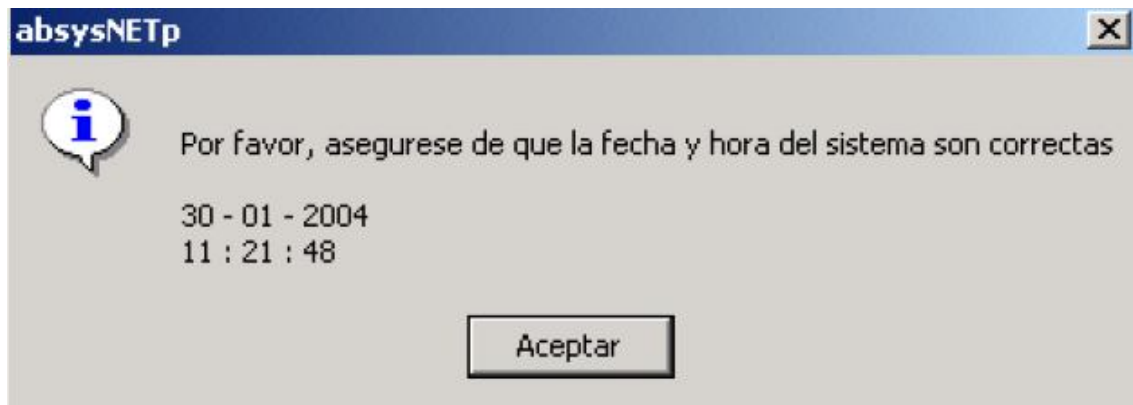 absysNETp
Por favor, asegurese de que la fecha y hora del sistema son correctas
30 - 01 - 2004
11 : 21 : 48
Aceptar